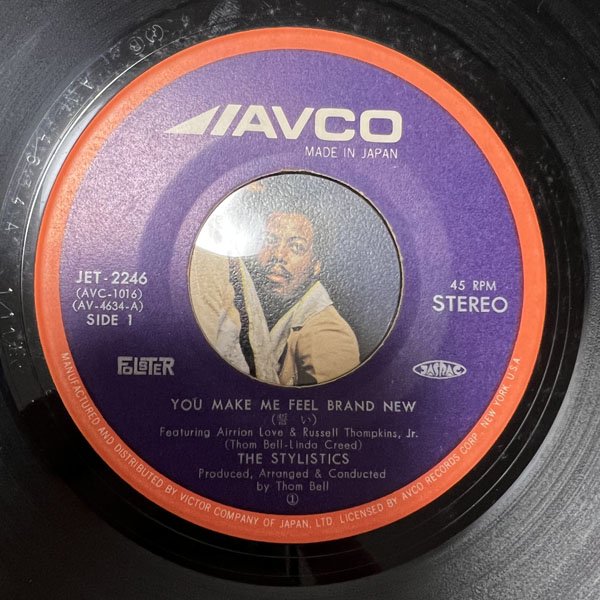 AVCO
MADE IN JAPAN
JET-2246
(AVC-1016)
(AV-4634-A)
SIDE 1
45 RPM
STEREO
FOLSTER
JASRAC
YOU MAKE ME FEEL BRAND NEW
(誓い)
Featuring Airrion Love & Russell Thompkins, Jr.
(Thom Bell-Linda Creed)
THE STYLISTICS
Produced, Arranged & Conducted
by Thom Bell
①
MANUFACTURED AND DISTRIBUTED BY VICTOR COMPANY OF JAPAN, LTD. LICENSED BY AVCO RECORDS CORP. NEW YORK, U.S.A.